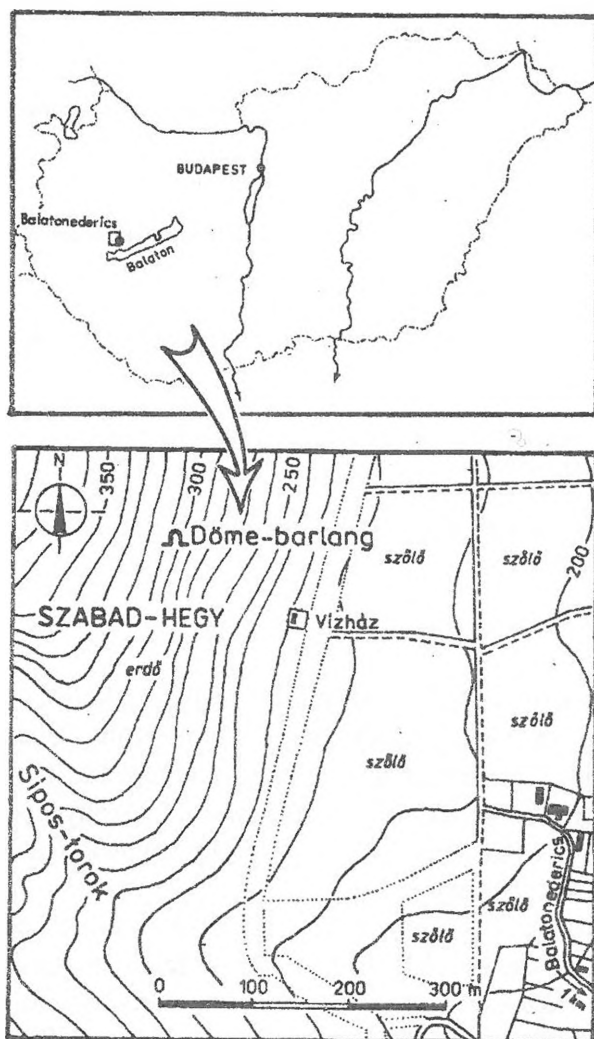 BUDAPEST
Balatonederics
Balaton
N
350
300
250
Döme-barlang
szőlő
szőlő
200
SZABAD-HEGY
Vízház
erdő
szőlő
szőlő
Sipos-torok
Balatonederics
szőlő
szőlő
0 100 200 300 m
1 km